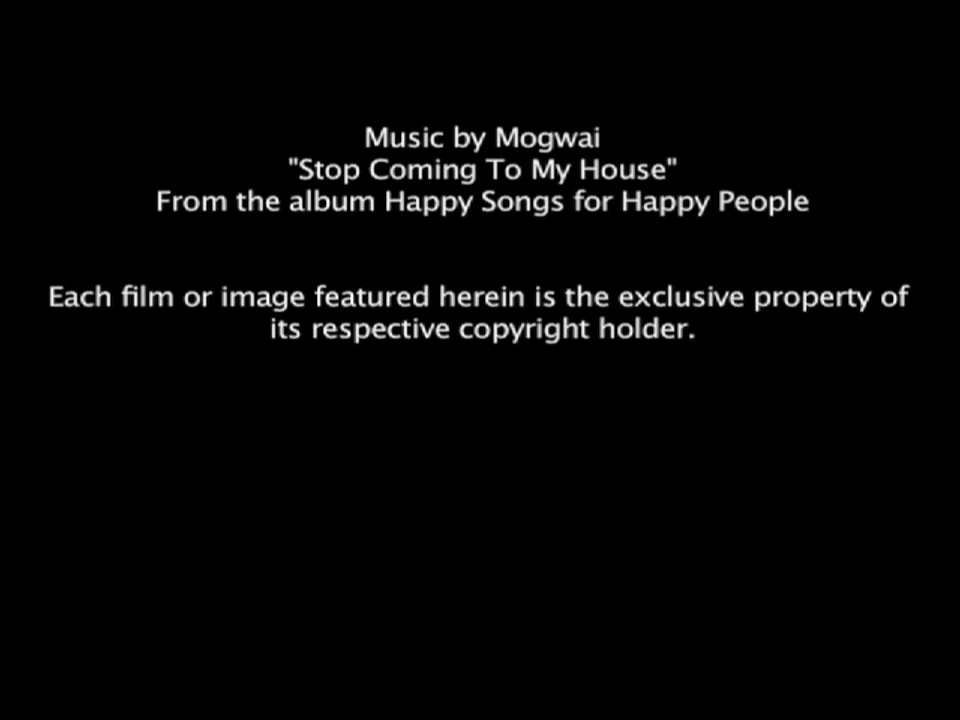 Music by Mogwai
"Stop Coming To My House"
From the album Happy Songs for Happy People
Each film or image featured herein is the exclusive property of
its respective copyright holder.